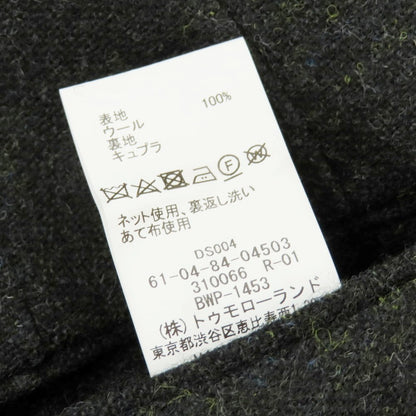 表地
ウール 100%
裏地
キュプラ
F
ネット使用、裏返し洗い
あて布使用
DS004
61-04-84-04503
310066 R-01
BWP-1453
(株)トゥモローランド
東京都渋谷区恵比寿西1